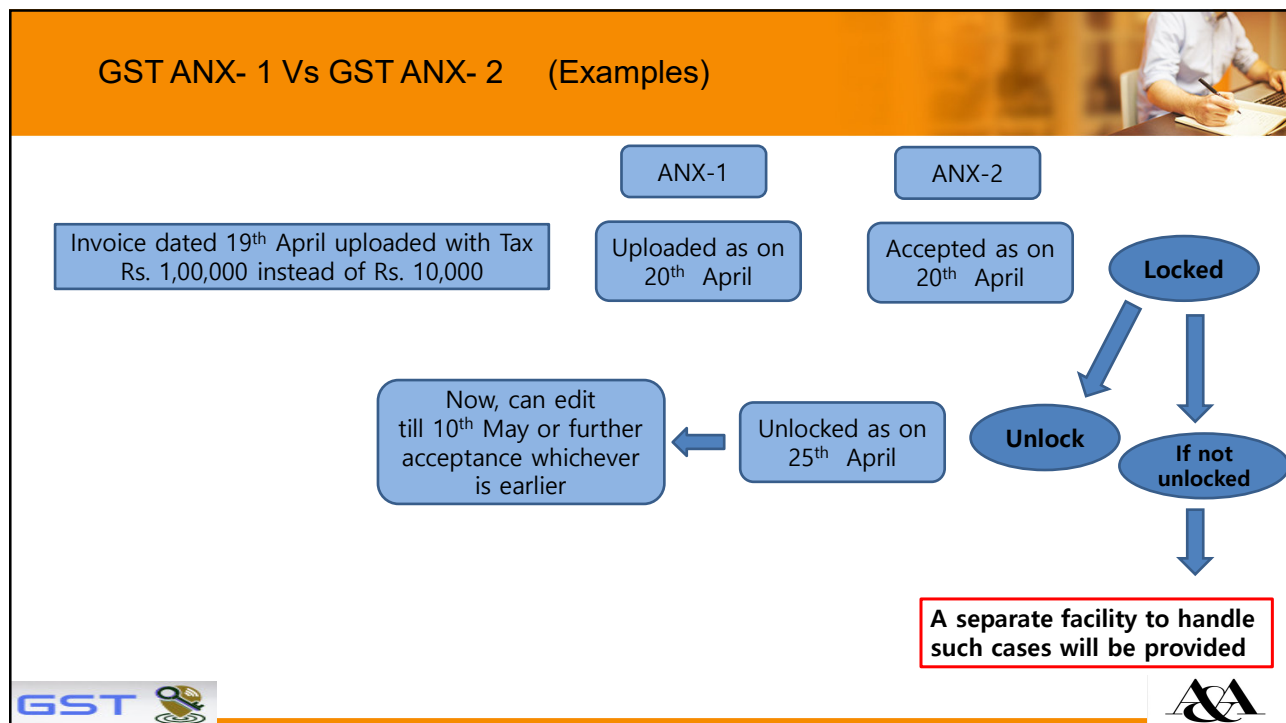 GST ANX- 1 Vs GST ANX- 2 (Examples)
ANX-1
ANX-2
Invoice dated 19th April uploaded with Tax
Rs. 1,00,000 instead of Rs. 10,000
Uploaded as on
20th April
Accepted as on
20th April
Locked
Now, can edit
till 10th May or further
acceptance whichever
is earlier
Unlocked as on
25th April
Unlock
If not
unlocked
A separate facility to handle
such cases will be provided
GST
A&A